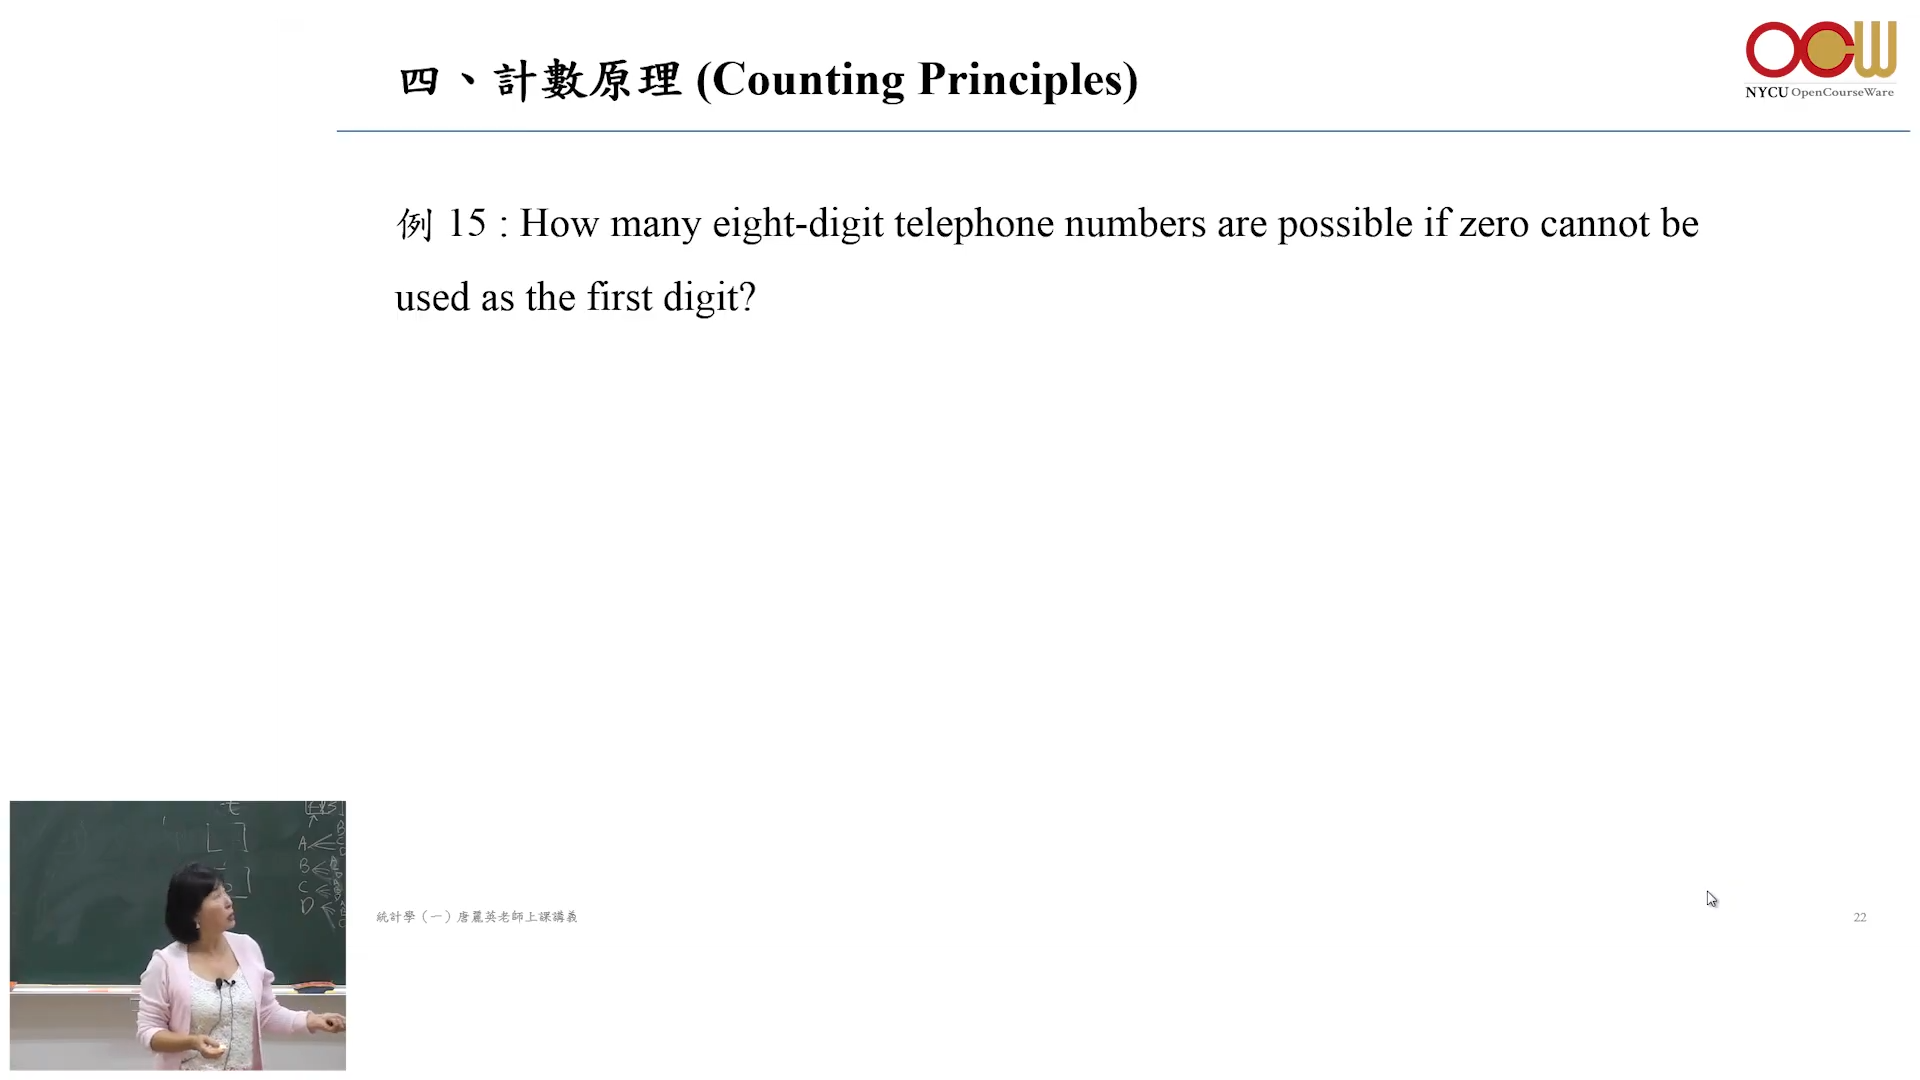 四、計數原理 (Counting Principles)
NYCU OpenCourseWare
例 15 : How many eight-digit telephone numbers are possible if zero cannot be
used as the first digit?
A
B
C
D
統計學（一）唐麗英老師上課講義
22